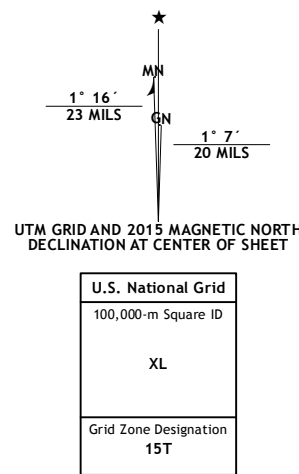 ★
MN
1° 16´
23 MILS
GN
1° 7´
20 MILS
UTM GRID AND 2015 MAGNETIC NORTH
DECLINATION AT CENTER OF SHEET
U.S. National Grid
100,000-m Square ID
XL
Grid Zone Designation
15T